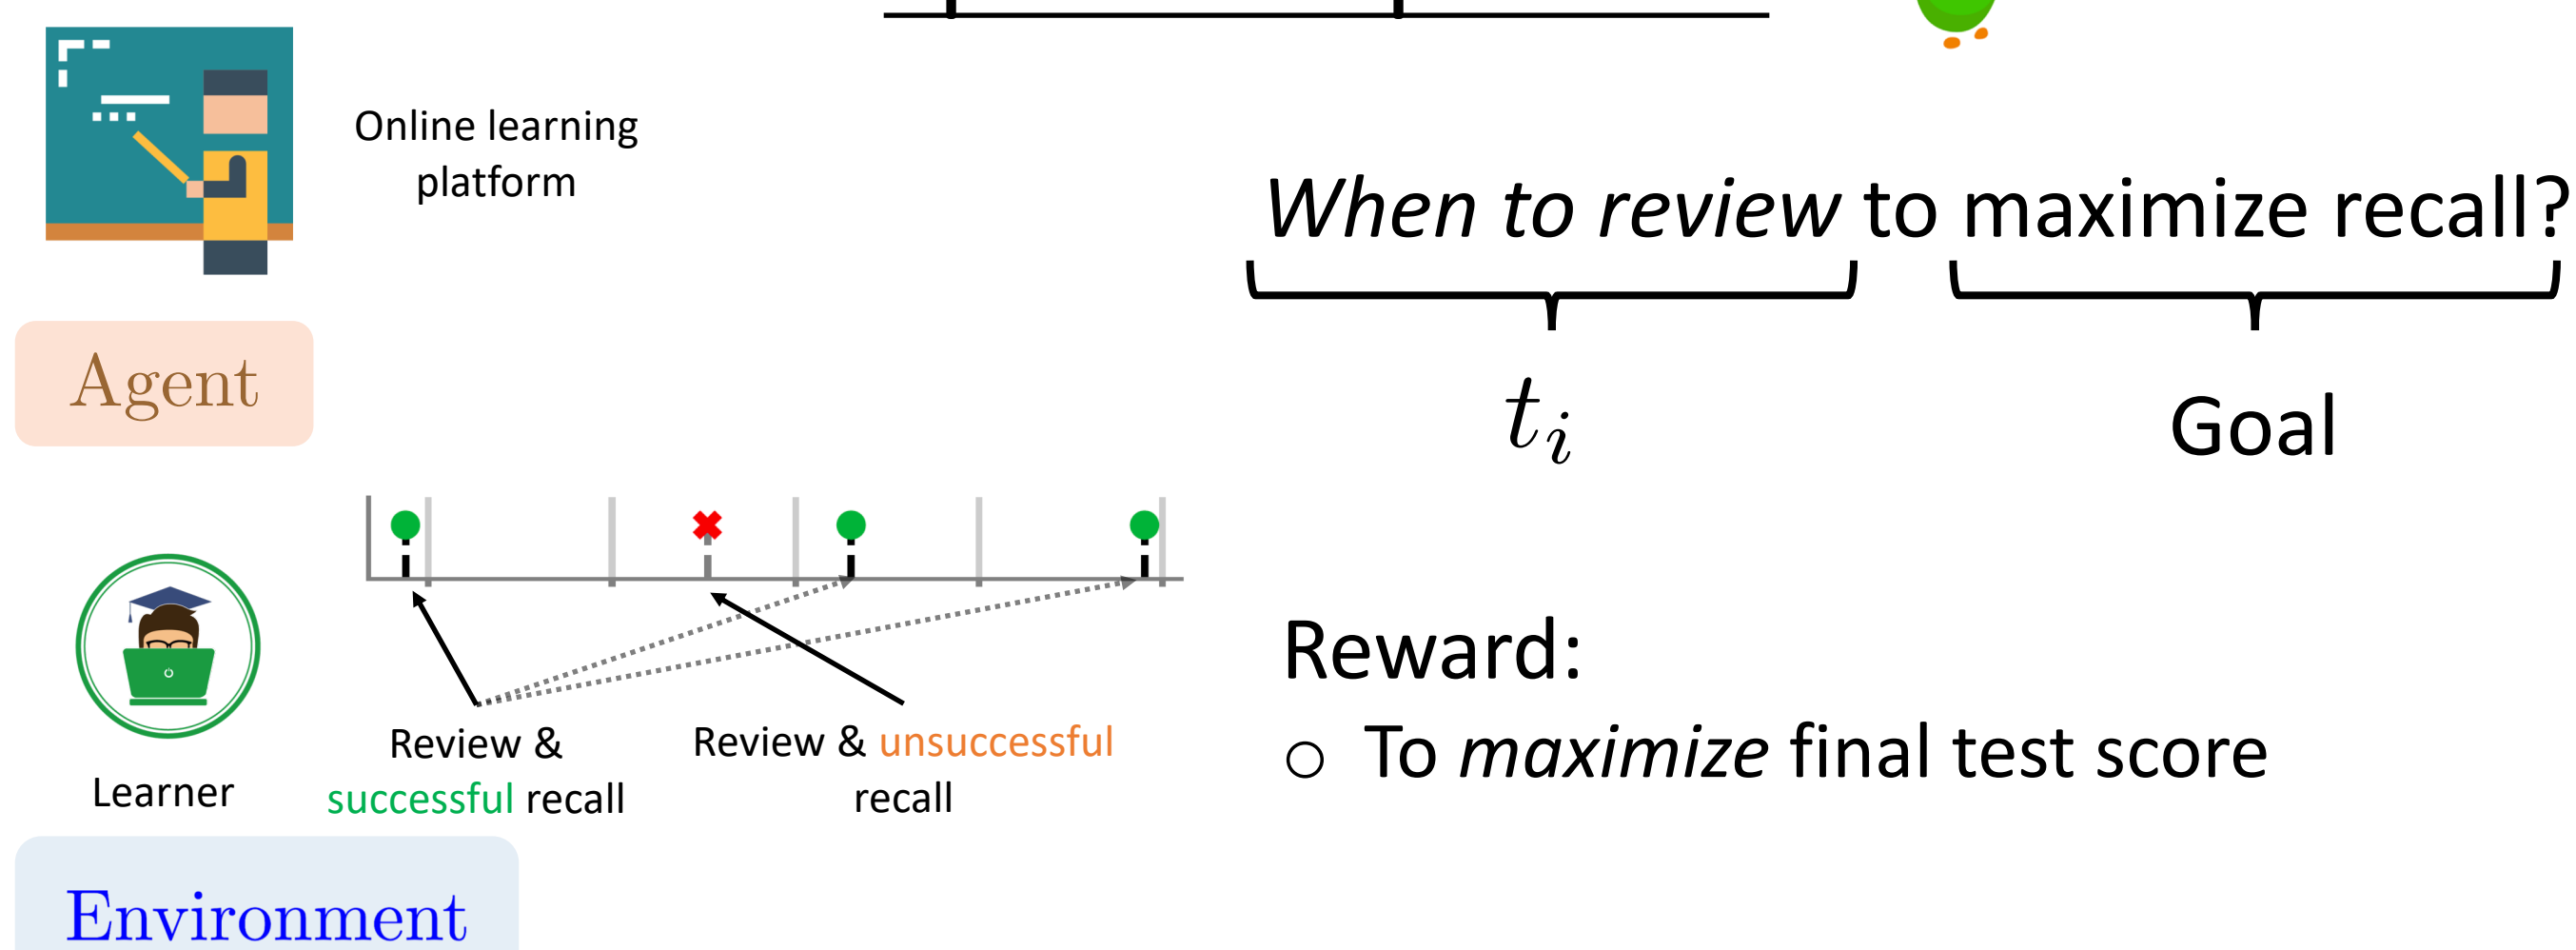 Online learning
platform
When to review to maximize recall?
t_i
Goal
Agent
Learner
Review &
successful recall
Review & unsuccessful
recall
Reward:
○ To maximize final test score
Environment